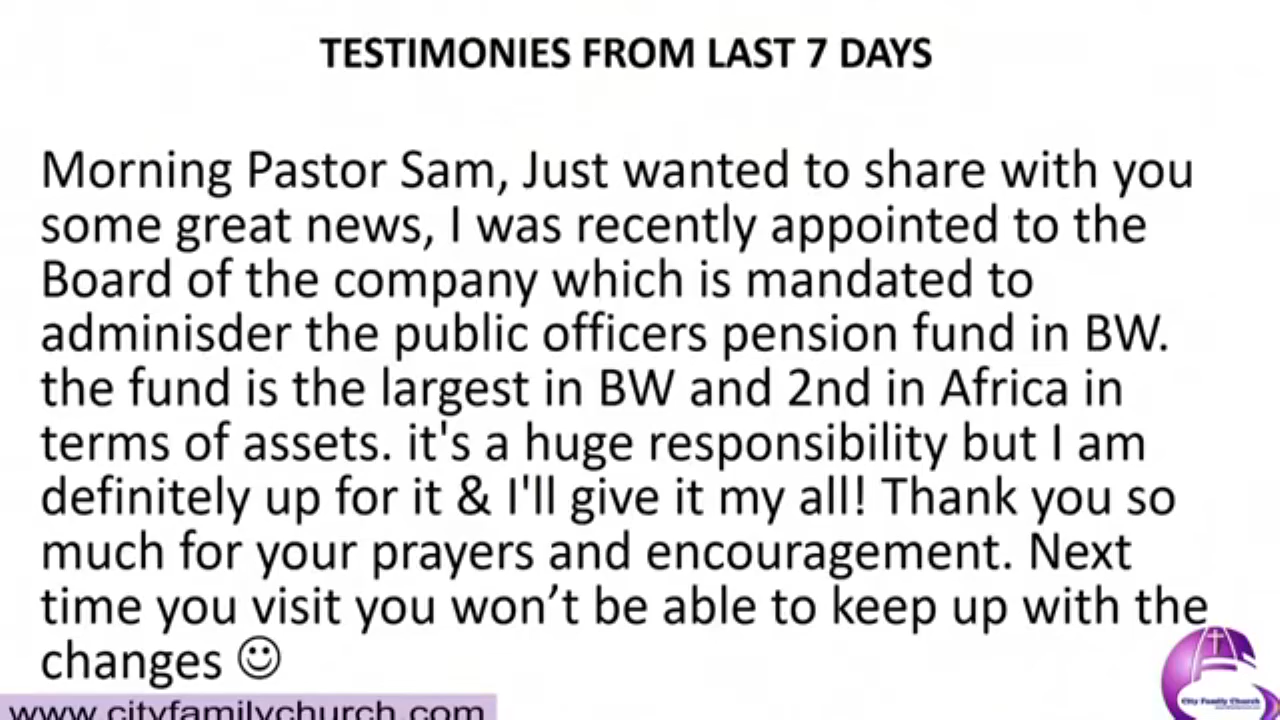 TESTIMONIES FROM LAST 7 DAYS
Morning Pastor Sam, Just wanted to share with you
some great news, I was recently appointed to the
Board of the company which is mandated to
adminisder the public officers pension fund in BW.
the fund is the largest in BW and 2nd in Africa in
terms of assets. it's a huge responsibility but I am
definitely up for it & I'll give it my all! Thank you so
much for your prayers and encouragement. Next
time you visit you won’t be able to keep up with the
changes ☺
www.cityfamilychurch.com
City Family Church